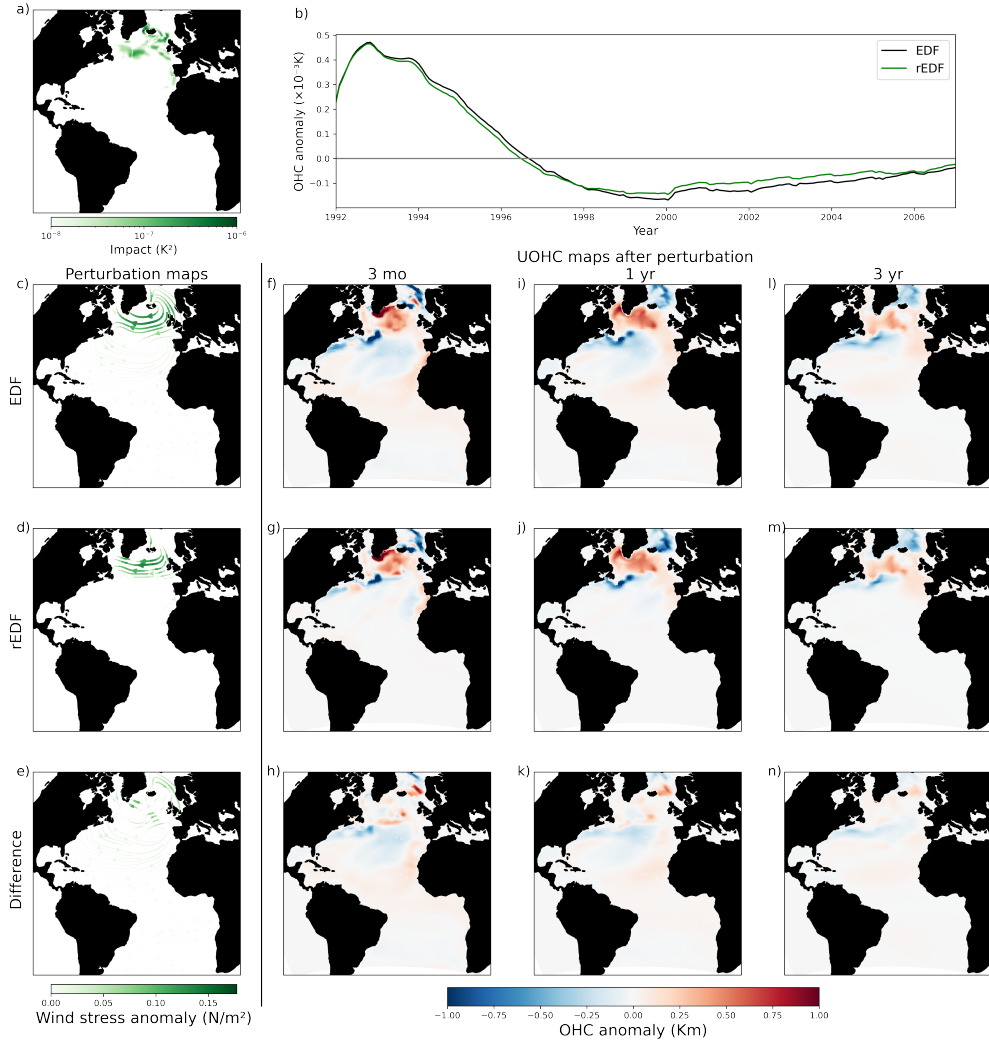 a)
10⁻⁸ 10⁻⁷ 10⁻⁶
Impact (K²)
b)
OHC anomaly (×10⁻³K)
0.5
0.4
0.3
0.2
0.1
0.0
−0.1
EDF
rEDF
1992 1994 1996 1998 2000 2002 2004 2006
Year
UOHC maps after perturbation
Perturbation maps 3 mo 1 yr 3 yr
c) f) i) l)
EDF
d) g) j) m)
rEDF
e) h) k) n)
Difference
0.00 0.05 0.10 0.15
Wind stress anomaly (N/m²)
−1.00 −0.75 −0.50 −0.25 0.00 0.25 0.50 0.75 1.00
OHC anomaly (Km)